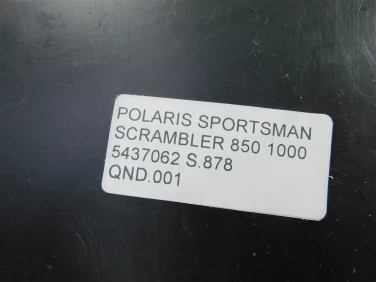 POLARIS SPORTSMAN
SCRAMBLER 850 1000
5437062 S.878
QND.001